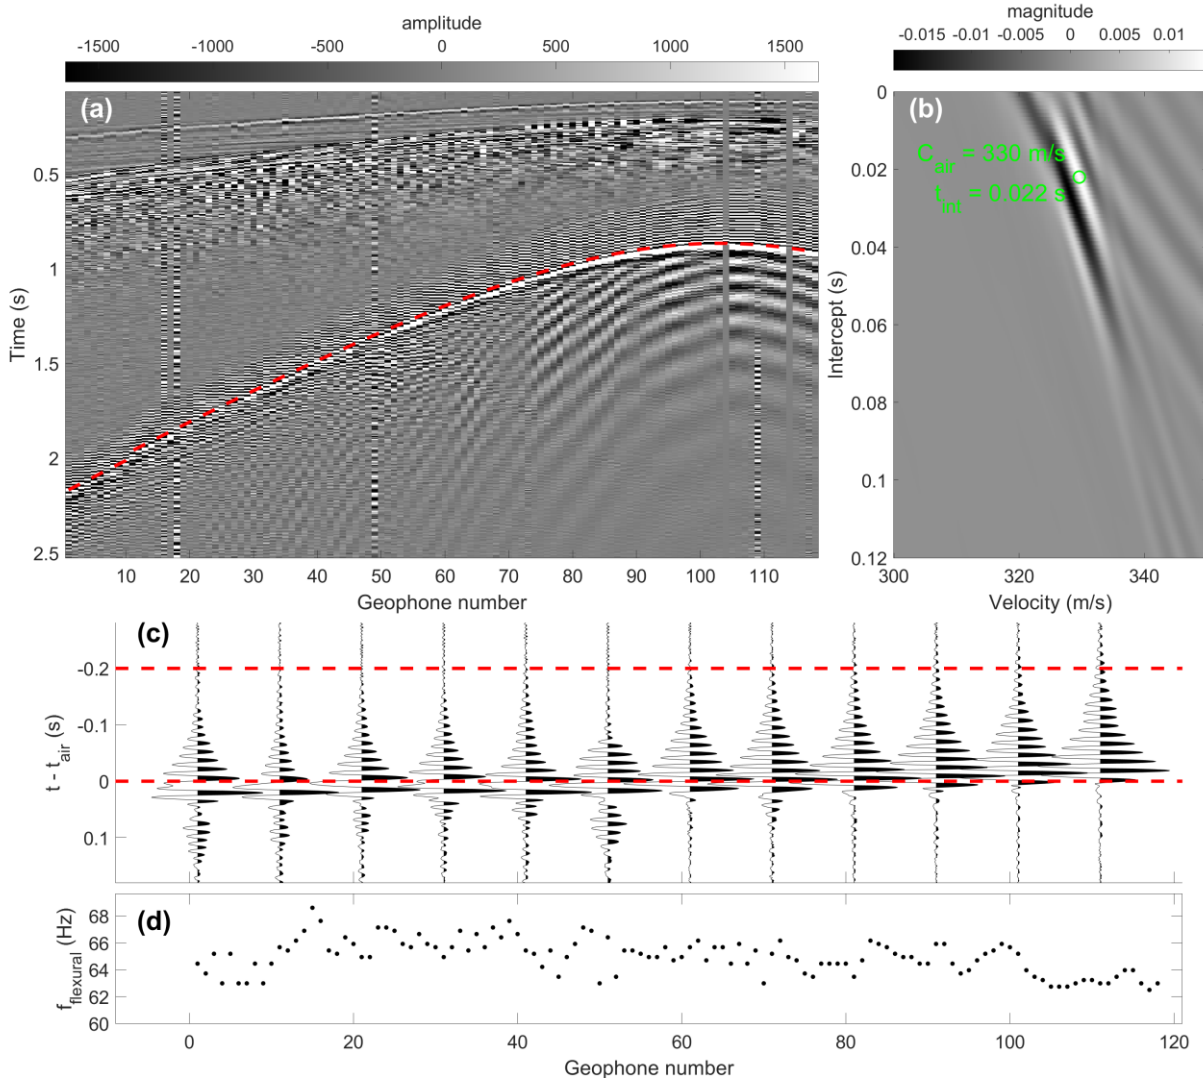 amplitude
-1500 -1000 -500 0 500 1000 1500
(a)
0.5
1
1.5
2
2.5
Time (s)
10 20 30 40 50 60 70 80 90 100 110
Geophone number
magnitude
-0.015 -0.01 -0.005 0 0.005 0.01
(b)
C_air = 330 m/s
t_int = 0.022 s
0
0.02
0.04
0.06
0.08
0.1
0.12
Intercept (s)
300 320 340
Velocity (m/s)
(c)
-0.2
-0.1
0
0.1
t - t_air (s)
(d)
68
66
64
62
60
f_flexural (Hz)
0 20 40 60 80 100 120
Geophone number